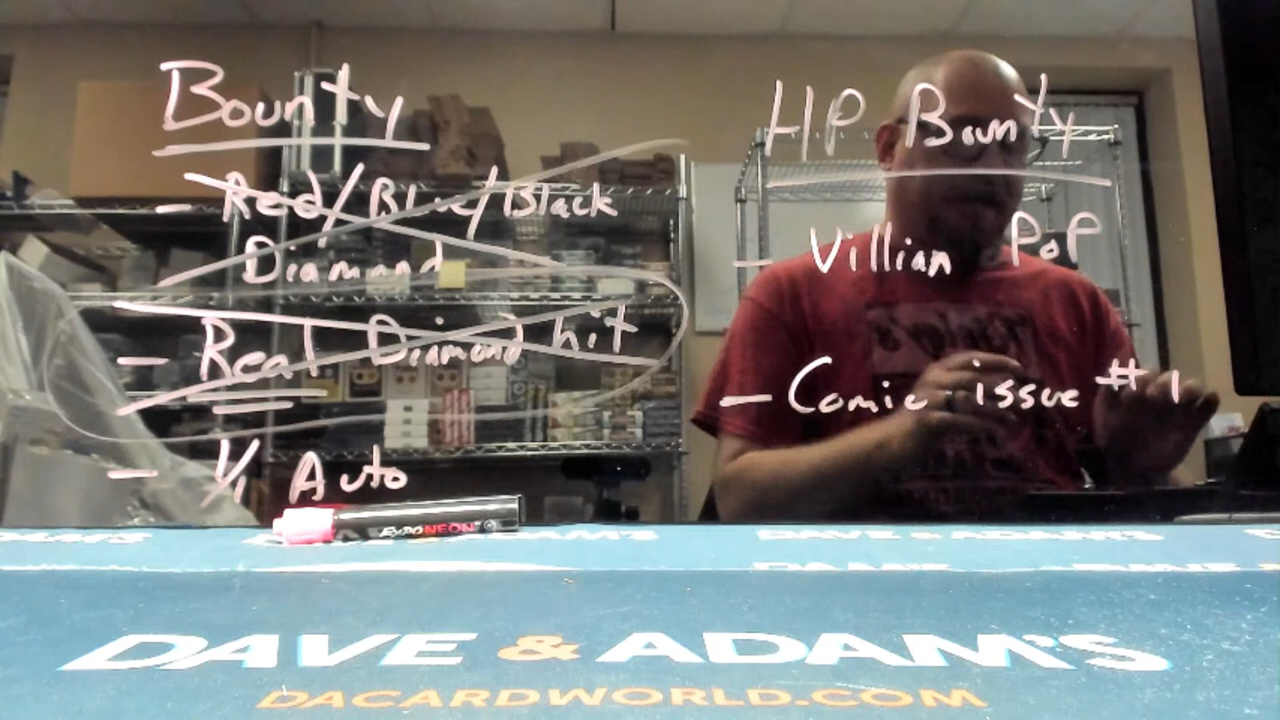 Bounty
- Red/Blue/Black
Diamond
- Real Diamond hit
- 1/1 Auto
HP Bounty
- Villian PoP
- Comic issue #1
EXPO NEON
DAVE & ADAM'S
DAVE & ADAM'S
DAVE & ADAM'S
DACARDWORLD.COM